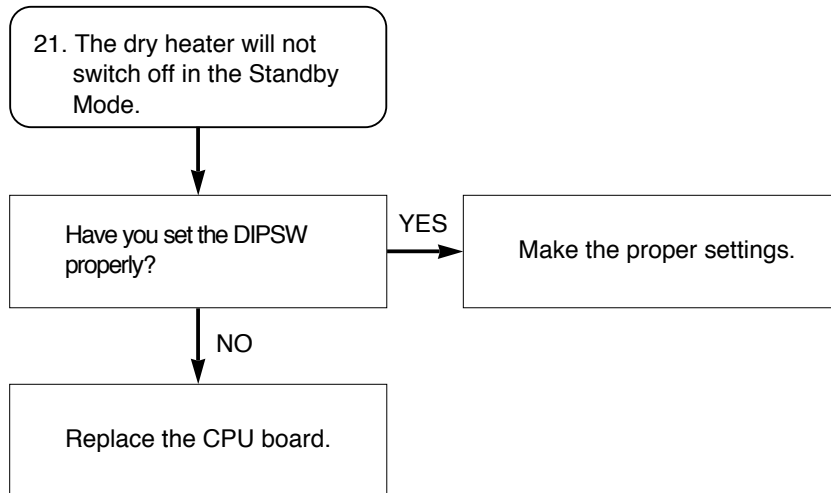 21. The dry heater will not
switch off in the Standby
Mode.
Have you set the DIPSW
properly?
YES
Make the proper settings.
NO
Replace the CPU board.